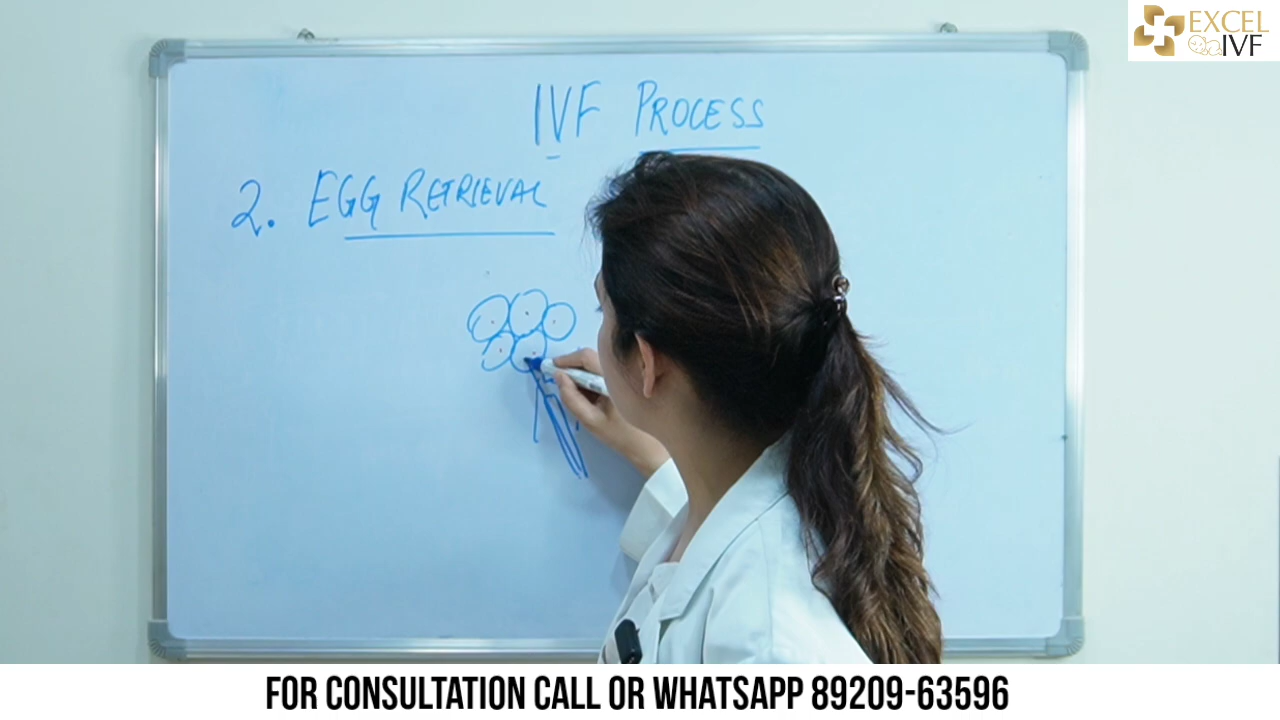 EXCEL
IVF
IVF PROCESS
2. EGG RETRIEVAL
FOR CONSULTATION CALL OR WHATSAPP 89209-63596